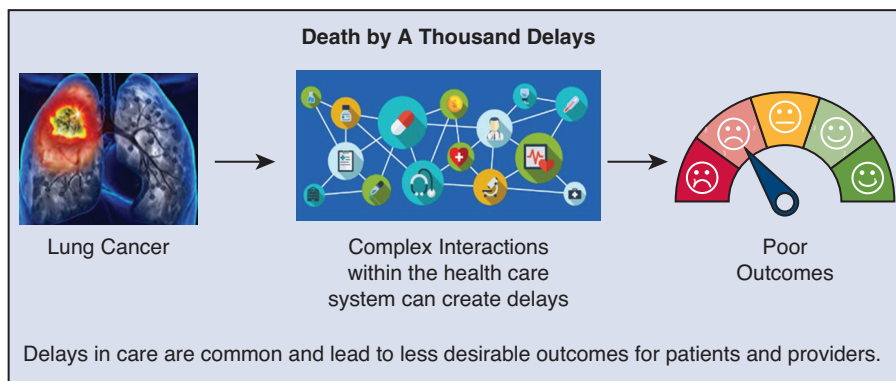 Death by A Thousand Delays
Lung Cancer
Complex Interactions
within the health care
system can create delays
Poor
Outcomes
Delays in care are common and lead to less desirable outcomes for patients and providers.